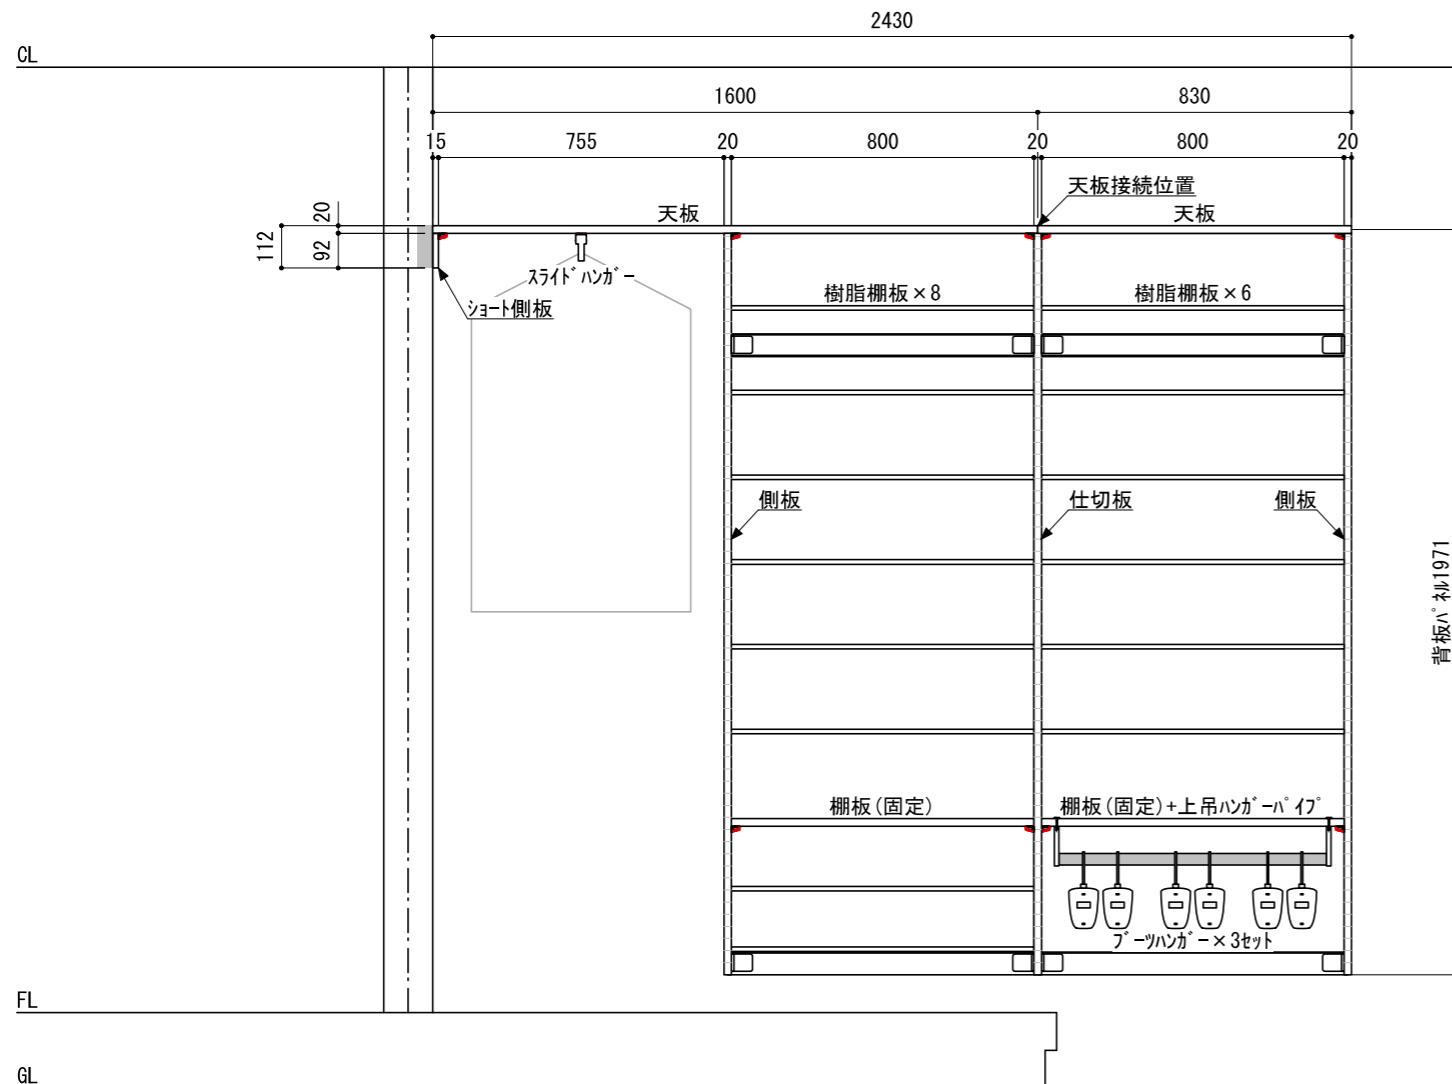 2430
CL
1600
830
15
755
20
800
20
800
20
天板接続位置
天板
天板
20
112
92
スライドハンガー
ショート側板
樹脂棚板×8
樹脂棚板×6
側板
仕切板
側板
背板パネル1971
棚板(固定)
棚板(固定)+上吊ハンガーパイプ
ブーツハンガー×3セット
FL
GL